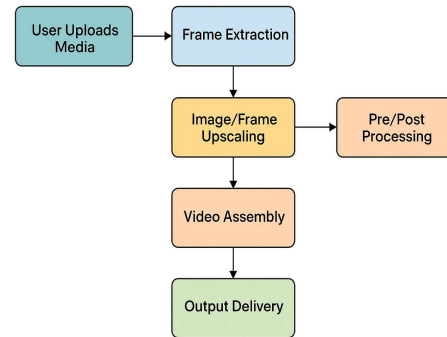 User Uploads
Media
Frame Extraction
Image/Frame
Upscaling
Pre/Post
Processing
Video Assembly
Output Delivery